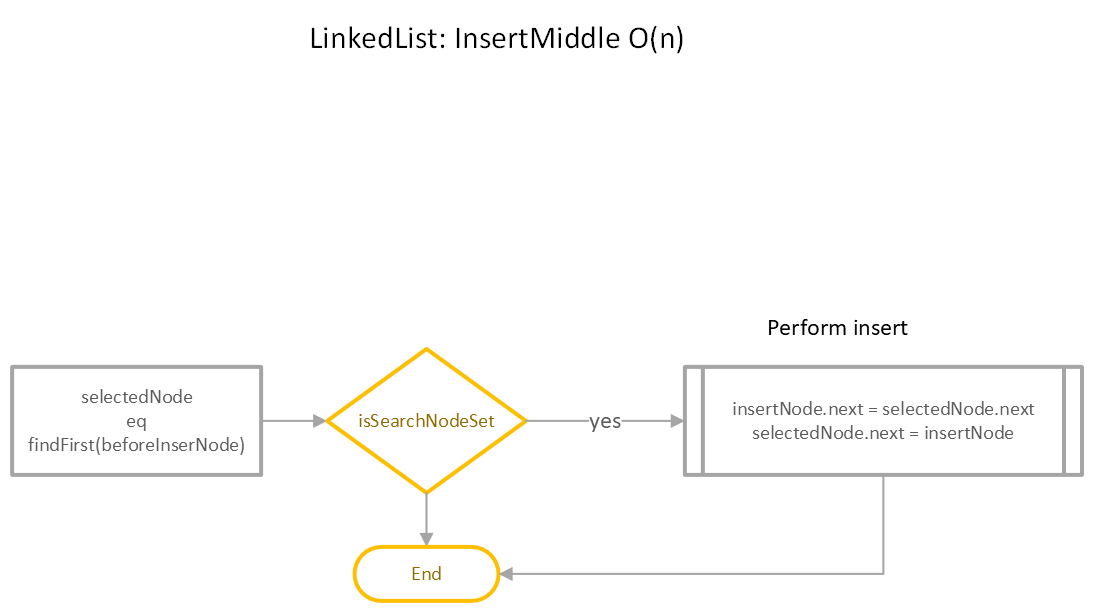 LinkedList: InsertMiddle O(n)
Perform insert
selectedNode
eq
findFirst(beforeInserNode)
isSearchNodeSet
yes
insertNode.next = selectedNode.next
selectedNode.next = insertNode
End